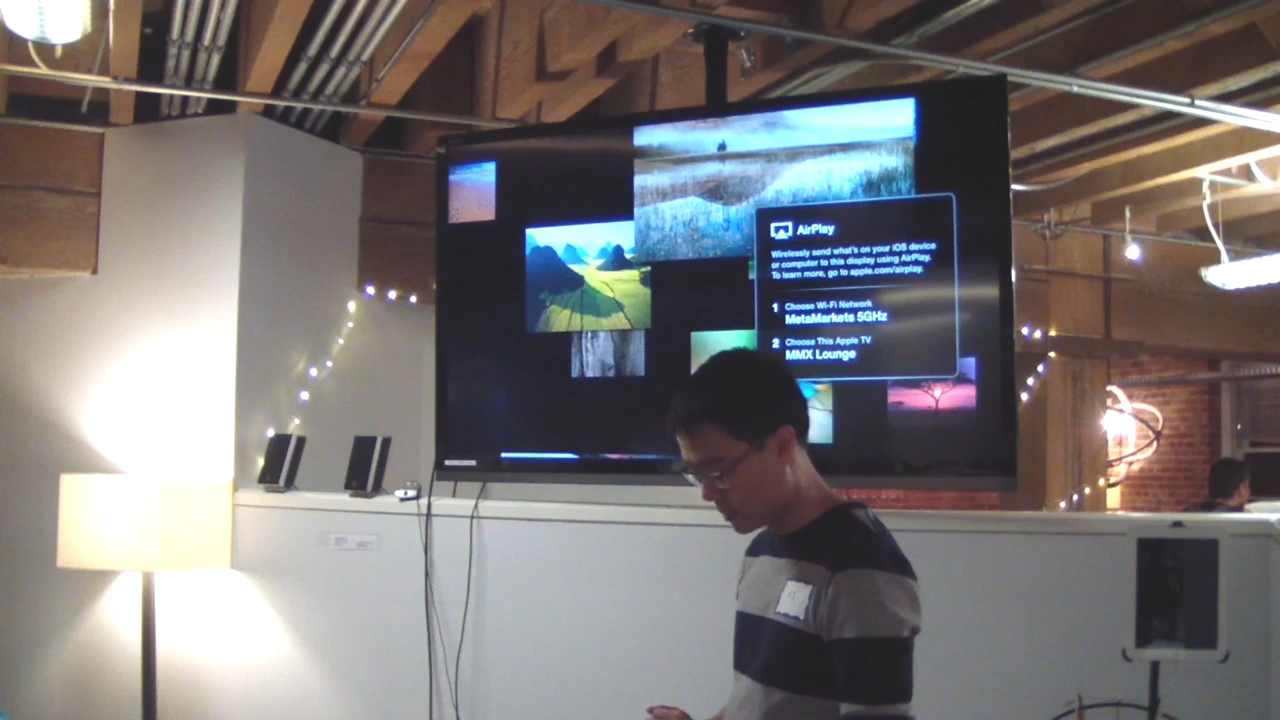 AirPlay
Wirelessly send what's on your iOS device
or computer to this display using AirPlay.
To learn more, go to apple.com/airplay.
1 Choose Wi-Fi Network
MetaMarkets 5GHz
2 Choose This Apple TV
MMX Lounge